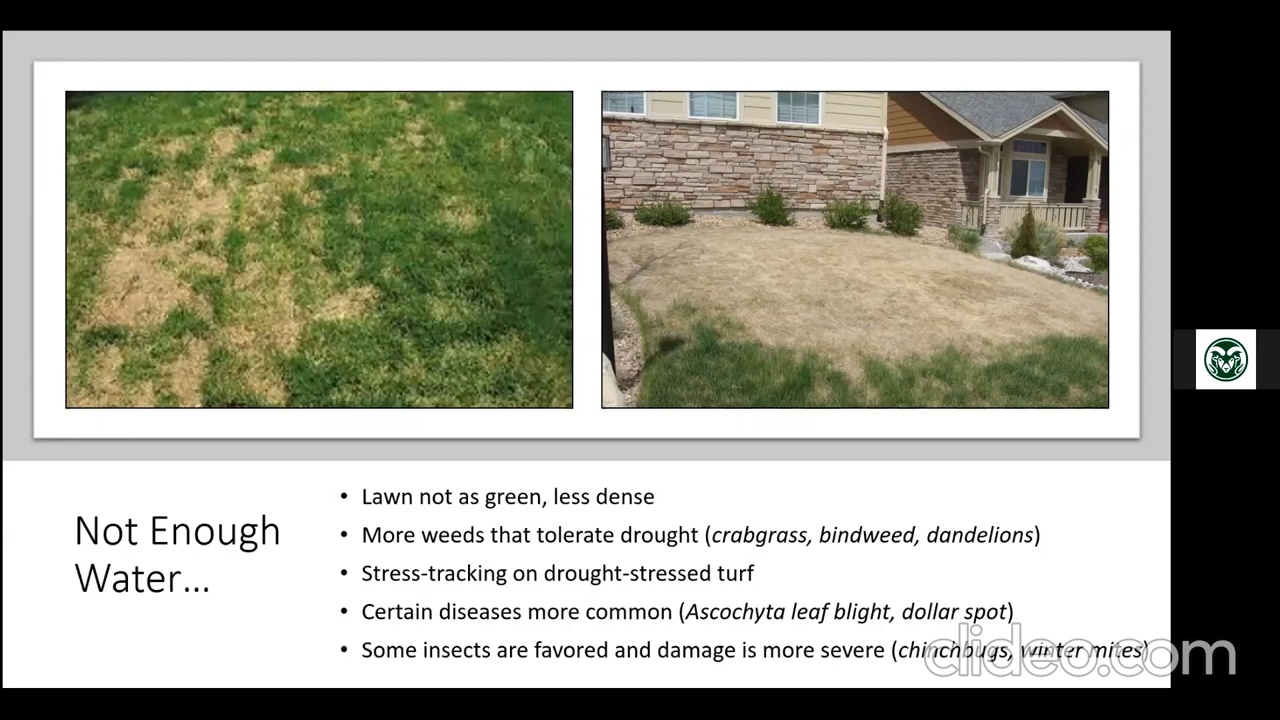 Not Enough
Water...
• Lawn not as green, less dense
• More weeds that tolerate drought (crabgrass, bindweed, dandelions)
• Stress-tracking on drought-stressed turf
• Certain diseases more common (Ascochyta leaf blight, dollar spot)
• Some insects are favored and damage is more severe (chinchbugs, winter mites)
clideo.com